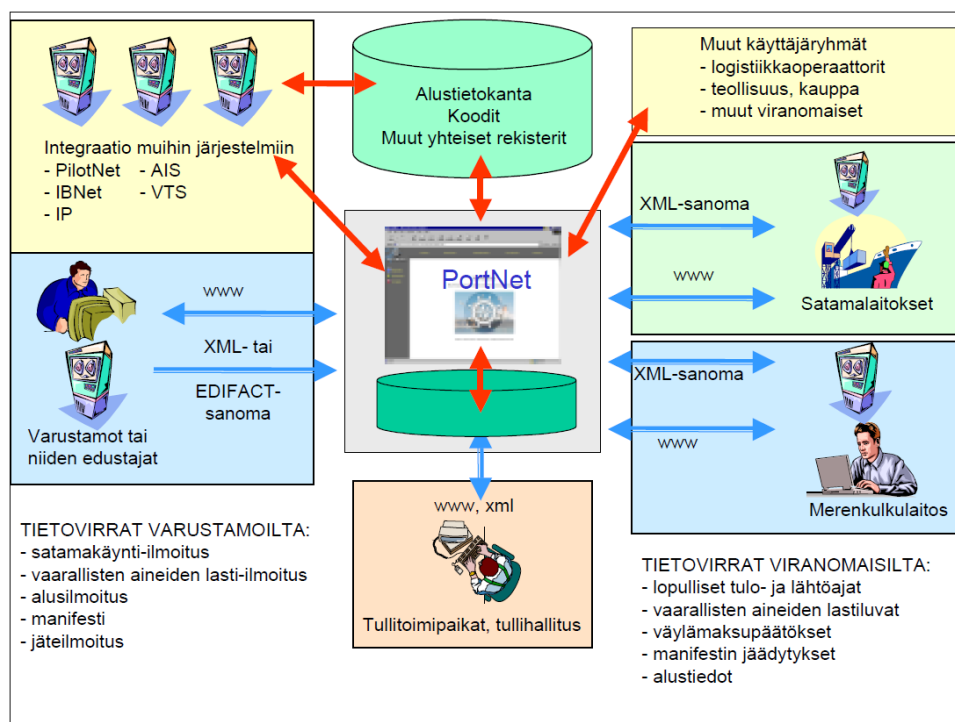 Integraatio muihin järjestelmiin
- PilotNet - AIS
- IBNet - VTS
- IP
Alustietokanta
Koodit
Muut yhteiset rekisterit
Muut käyttäjäryhmät
- logistiikkaoperaattorit
- teollisuus, kauppa
- muut viranomaiset
www
XML- tai
EDIFACT-
sanoma
Varustamot tai
niiden edustajat
PortNet
XML-sanoma
www
Satamalaitokset
XML-sanoma
www
Merenkulkulaitos
www, xml
Tullitoimipaikat, tullihallitus
TIETOVIRRAT VARUSTAMOILTA:
- satamakäynti-ilmoitus
- vaarallisten aineiden lasti-ilmoitus
- alusilmoitus
- manifesti
- jäteilmoitus
TIETOVIRRAT VIRANOMAISILTA:
- lopulliset tulo- ja lähtöajat
- vaarallisten aineiden lastiluvat
- väylämaksupäätökset
- manifestin jäädytykset
- alustiedot